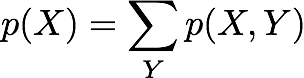 p(X) = ∑_Y p(X, Y)